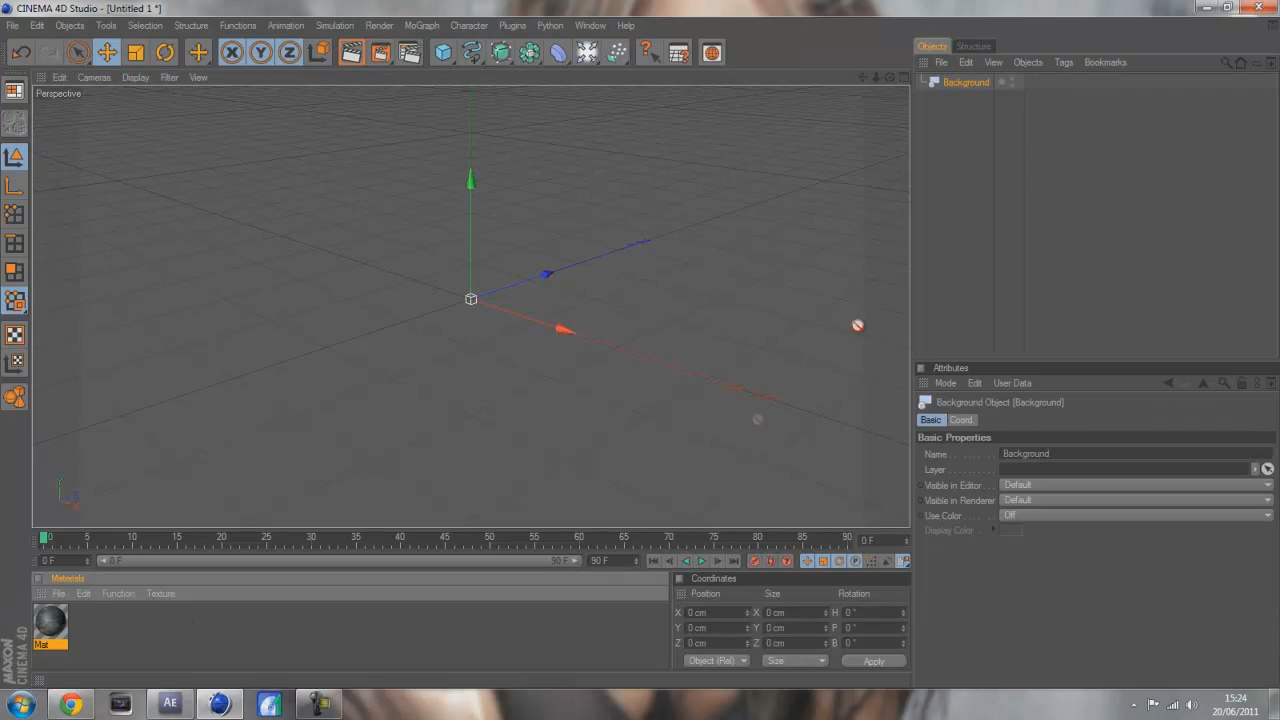 CINEMA 4D Studio - [Untitled 1 *]
File Edit Objects Tools Selection Structure Functions Animation Simulation Render MoGraph Character Plugins Python Window Help
X Y Z
Objects Structure
Edit Cameras Display Filter View
File Edit View Objects Tags Bookmarks
Background
Perspective
Y
X
Attributes
Mode Edit User Data
Background Object [Background]
Basic Coord.
Basic Properties
Name Background
Layer
Visible in Editor Default
Visible in Renderer Default
Use Color Off
Display Color
0 5 10 15 20 25 30 35 40 45 50 55 60 65 70 75 80 85 90 0 F
0 F 0 F 90 F 90 F
Materials
File Edit Function Texture
Mat
Coordinates
Position Size Rotation
X 0 cm X 0 cm H 0 °
Y 0 cm Y 0 cm P 0 °
Z 0 cm Z 0 cm B 0 °
Object (Rel) Size Apply
MAXON
CINEMA 4D
AE
15:24
20/06/2011